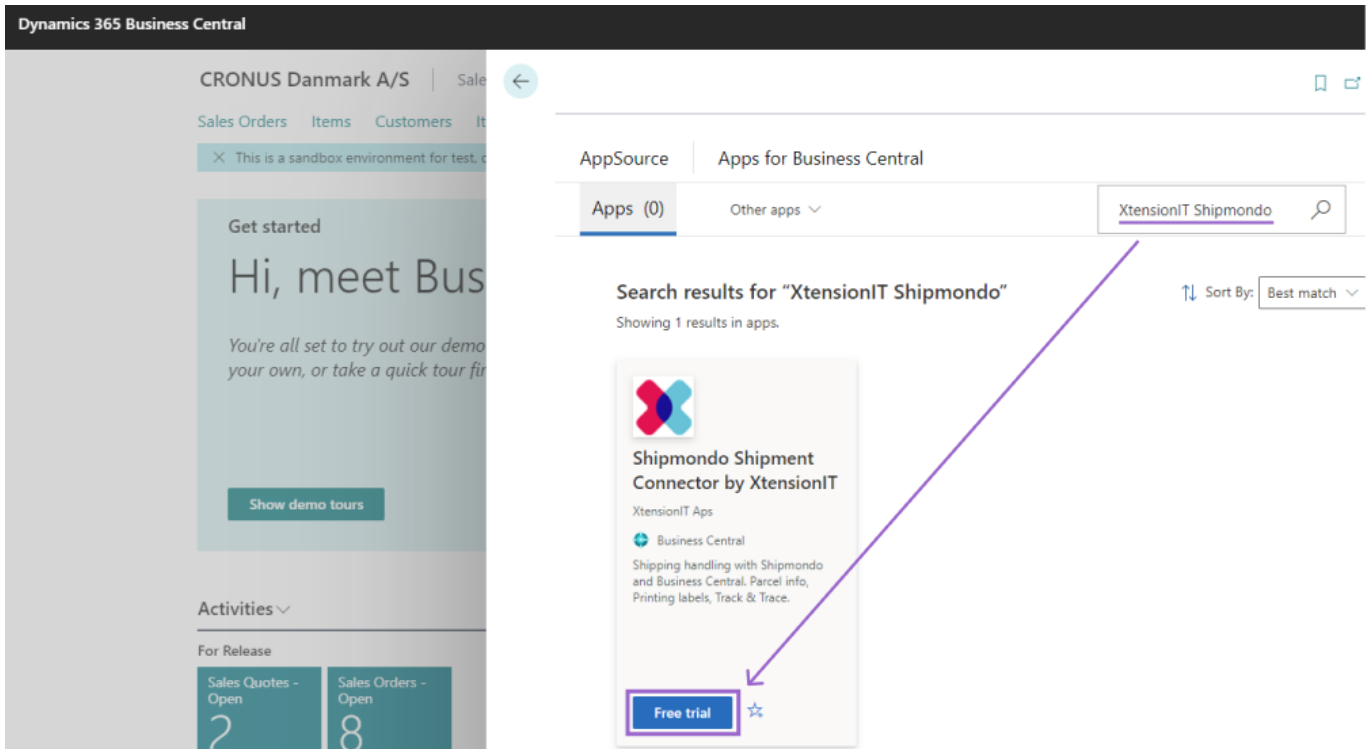 Dynamics 365 Business Central
CRONUS Danmark A/S
Sale
Sales Orders Items Customers It
This is a sandbox environment for test,
Get started
Hi, meet Bus
You're all set to try out our demo
your own, or take a quick tour fir
Show demo tours
Activities
For Release
Sales Quotes -
Open
2
Sales Orders -
Open
8
AppSource
Apps for Business Central
Apps (0)
Other apps
XtensionIT Shipmondo
Search results for “XtensionIT Shipmondo”
Showing 1 results in apps.
Sort By: Best match
Shipmondo Shipment
Connector by XtensionIT
XtensionIT Aps
Business Central
Shipping handling with Shipmondo
and Business Central. Parcel info,
Printing labels, Track & Trace.
Free trial